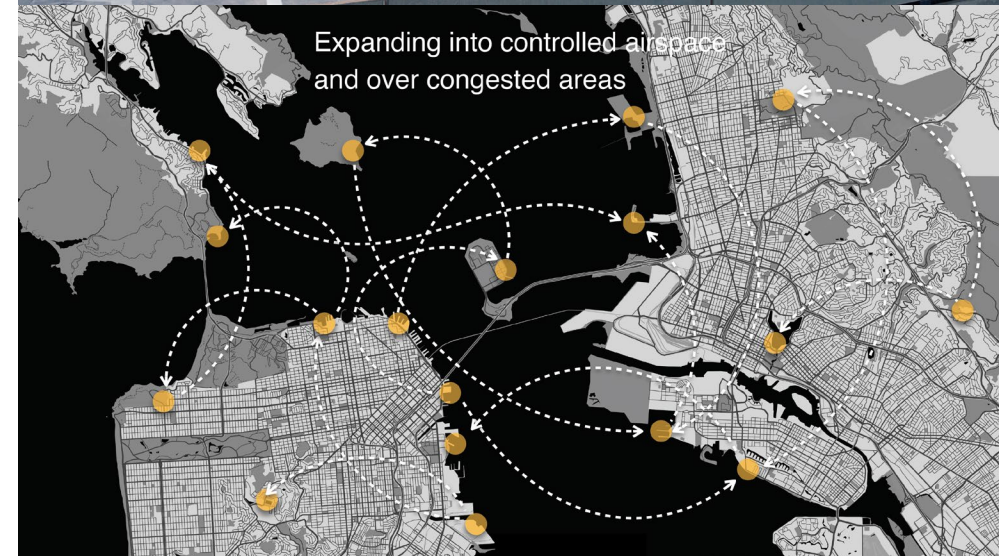 Expanding into controlled airspace
and over congested areas